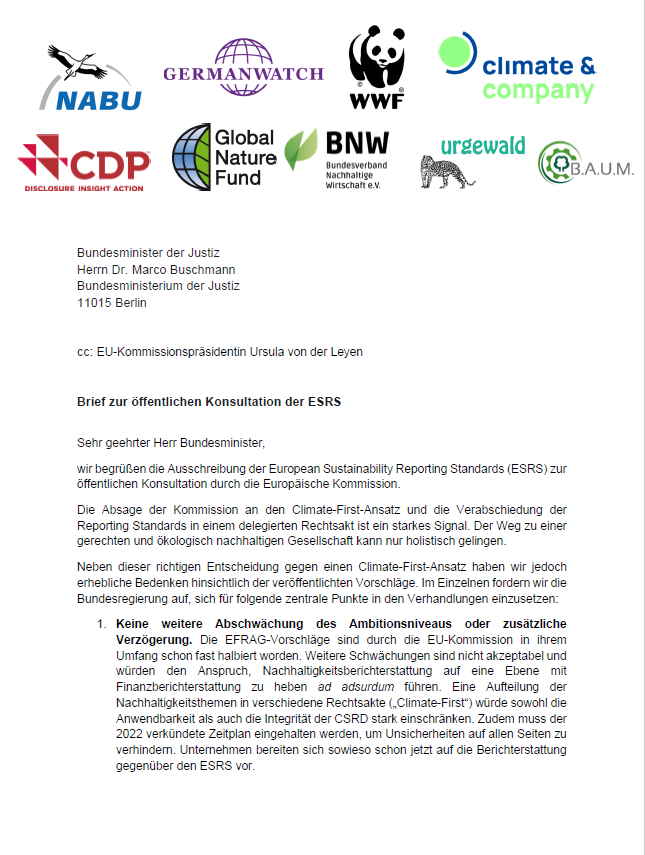 NABU
GERMANWATCH
WWF
climate &
company
CDP
DISCLOSURE INSIGHT ACTION
Global
Nature
Fund
BNW
Bundesverband
Nachhaltige
Wirtschaft e.V.
urgewald
B.A.U.M.
Bundesminister der Justiz
Herrn Dr. Marco Buschmann
Bundesministerium der Justiz
11015 Berlin
cc: EU-Kommissionspräsidentin Ursula von der Leyen
Brief zur öffentlichen Konsultation der ESRS
Sehr geehrter Herr Bundesminister,
wir begrüßen die Ausschreibung der European Sustainability Reporting Standards (ESRS) zur
öffentlichen Konsultation durch die Europäische Kommission.
Die Absage der Kommission an den Climate-First-Ansatz und die Verabschiedung der
Reporting Standards in einem delegierten Rechtsakt ist ein starkes Signal. Der Weg zu einer
gerechten und ökologisch nachhaltigen Gesellschaft kann nur holistisch gelingen.
Neben dieser richtigen Entscheidung gegen einen Climate-First-Ansatz haben wir jedoch
erhebliche Bedenken hinsichtlich der veröffentlichten Vorschläge. Im Einzelnen fordern wir die
Bundesregierung auf, sich für folgende zentrale Punkte in den Verhandlungen einzusetzen:
1. Keine weitere Abschwächung des Ambitionsniveaus oder zusätzliche
Verzögerung. Die EFRAG-Vorschläge sind durch die EU-Kommission in ihrem
Umfang schon fast halbiert worden. Weitere Schwächungen sind nicht akzeptabel und
würden den Anspruch, Nachhaltigkeitsberichterstattung auf eine Ebene mit
Finanzberichterstattung zu heben ad adsurdum führen. Eine Aufteilung der
Nachhaltigkeitsthemen in verschiedene Rechtsakte („Climate-First“) würde sowohl die
Anwendbarkeit als auch die Integrität der CSRD stark einschränken. Zudem muss der
2022 verkündete Zeitplan eingehalten werden, um Unsicherheiten auf allen Seiten zu
verhindern. Unternehmen bereiten sich sowieso schon jetzt auf die Berichterstattung
gegenüber den ESRS vor.